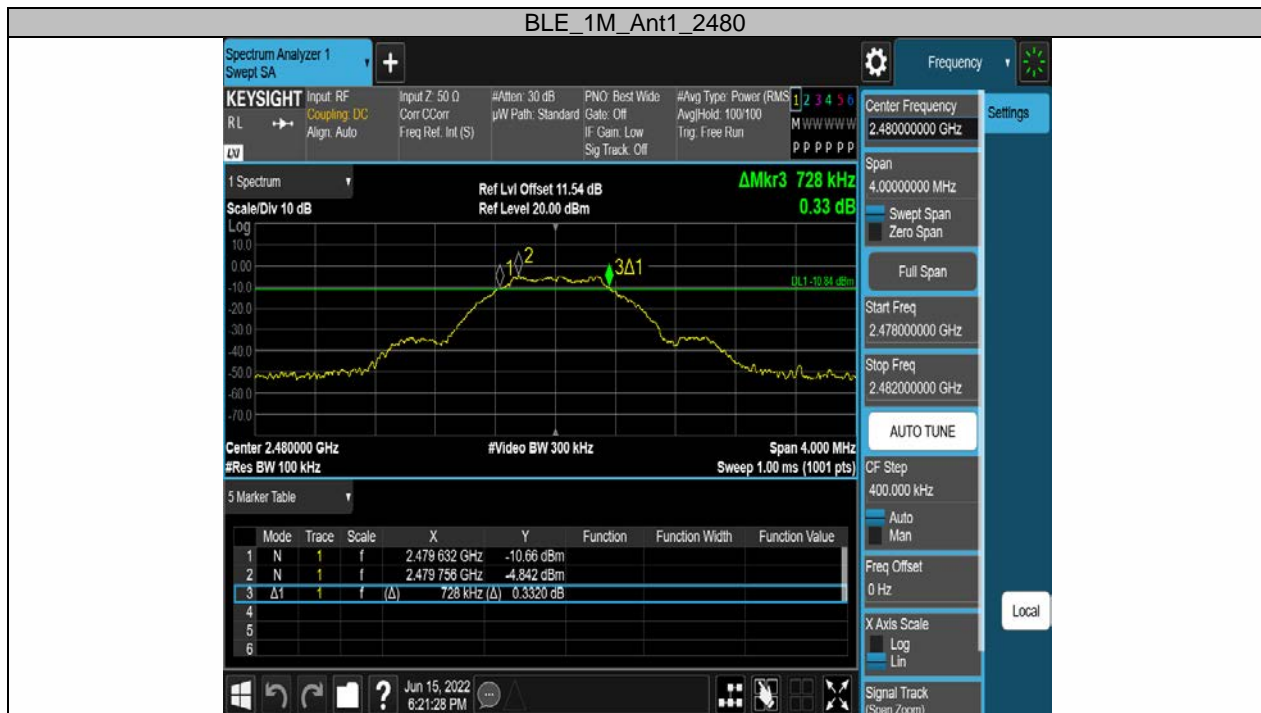 BLE_1M_Ant1_2480
Spectrum Analyzer 1
Swept SA
+
Frequency
KEYSIGHT
RL
LXI
Input: RF
Coupling: DC
Align: Auto
Input Z: 50 Ω
Corr CCorr
Freq Ref: Int (S)
#Atten: 30 dB
µW Path: Standard
PNO: Best Wide
Gate: Off
IF Gain: Low
Sig Track: Off
#Avg Type: Power (RMS
Avg|Hold: 100/100
Trig: Free Run
1 2 3 4 5 6
M W W W W W
P P P P P P
Center Frequency
2.480000000 GHz
Settings
Span
4.00000000 MHz
Swept Span
Zero Span
Full Span
Start Freq
2.478000000 GHz
Stop Freq
2.482000000 GHz
AUTO TUNE
CF Step
400.000 kHz
Auto
Man
Freq Offset
0 Hz
X Axis Scale
Log
Lin
Signal Track
(Span Zoom)
Local
1 Spectrum
Scale/Div 10 dB
Log
Ref Lvl Offset 11.54 dB
Ref Level 20.00 dBm
ΔMkr3 728 kHz
0.33 dB
10.0
0.00
-10.0
-20.0
-30.0
-40.0
-50.0
-60.0
-70.0
1
2
3Δ1
DL1 -10.84 dBm
Center 2.480000 GHz
#Video BW 300 kHz
Span 4.000 MHz
#Res BW 100 kHz
Sweep 1.00 ms (1001 pts)
5 Marker Table
Mode Trace Scale X Y Function Function Width Function Value
1 N 1 f 2.479 632 GHz -10.66 dBm
2 N 1 f 2.479 756 GHz -4.842 dBm
3 Δ1 1 f (Δ) 728 kHz (Δ) 0.3320 dB
4
5
6
?
Jun 15, 2022
6:21:28 PM